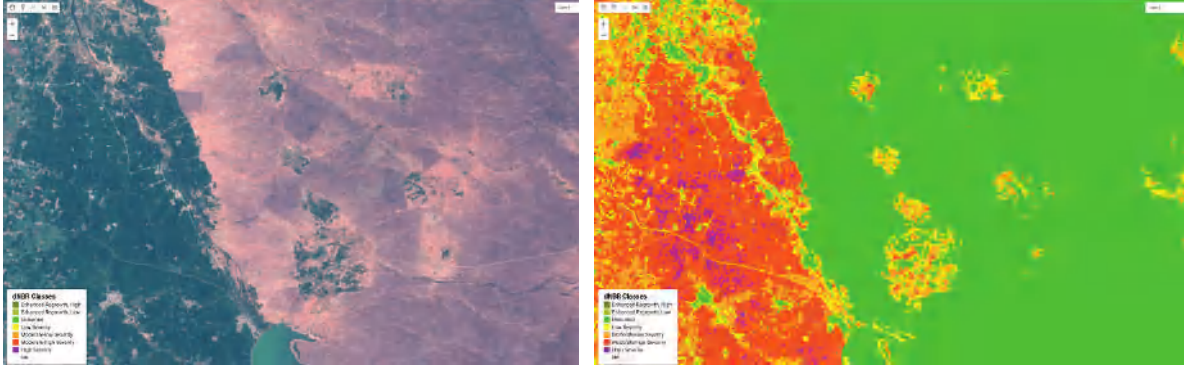 dNBR Classes
Enhanced Regrowth, High
Enhanced Regrowth, Low
Unburned
Low Severity
Moderate-low Severity
Moderate-high Severity
High Severity
dNBR Classes
Enhanced Regrowth, High
Enhanced Regrowth, Low
Unburned
Low Severity
Moderate-low Severity
Moderate-high Severity
High Severity